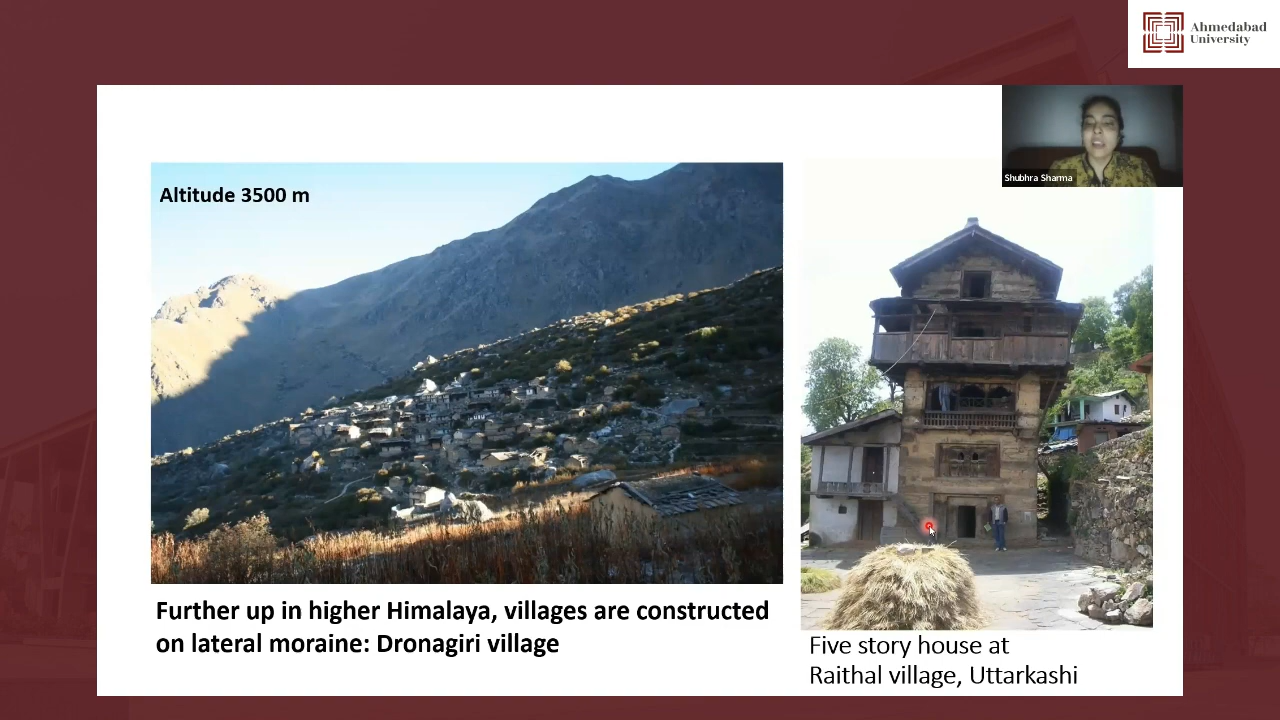 Ahmedabad
University
Shubhra Sharma
Altitude 3500 m
Further up in higher Himalaya, villages are constructed
on lateral moraine: Dronagiri village
Five story house at
Raithal village, Uttarkashi